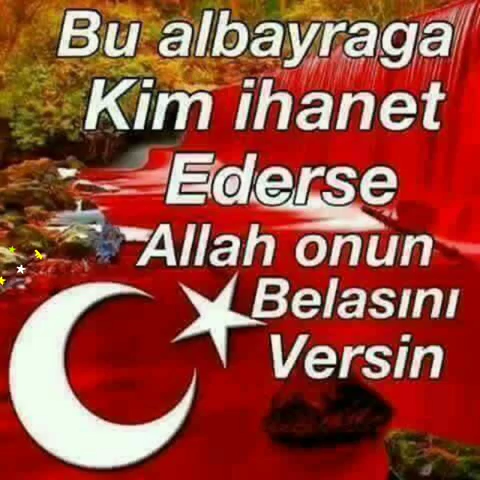 Bu albayraga
Kim ihanet
Ederse
Allah onun
Belasını
Versin